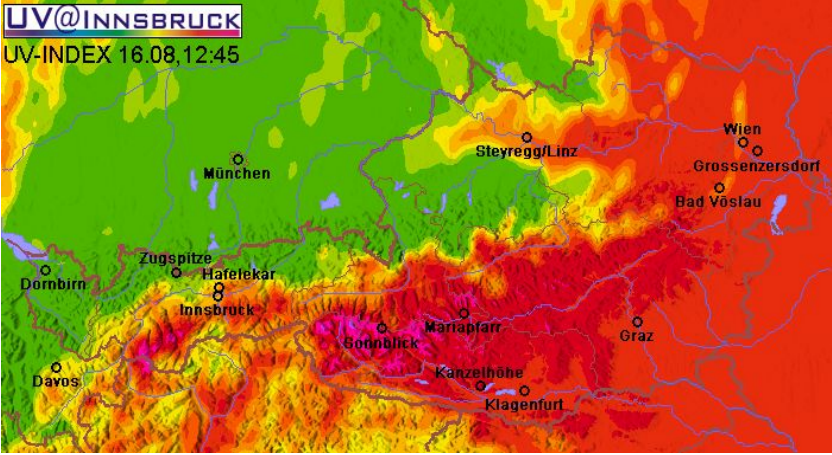 UV@INNSBRUCK
UV-INDEX 16.08,12:45
Wien
Steyregg/Linz
Grossenzersdorf
München
Bad Vöslau
Zugspitze
Dornbirn
Hafelekar
Innsbruck
Mariapfarr
Graz
Sonnblick
Davos
Kanzelhöhe
Klagenfurt